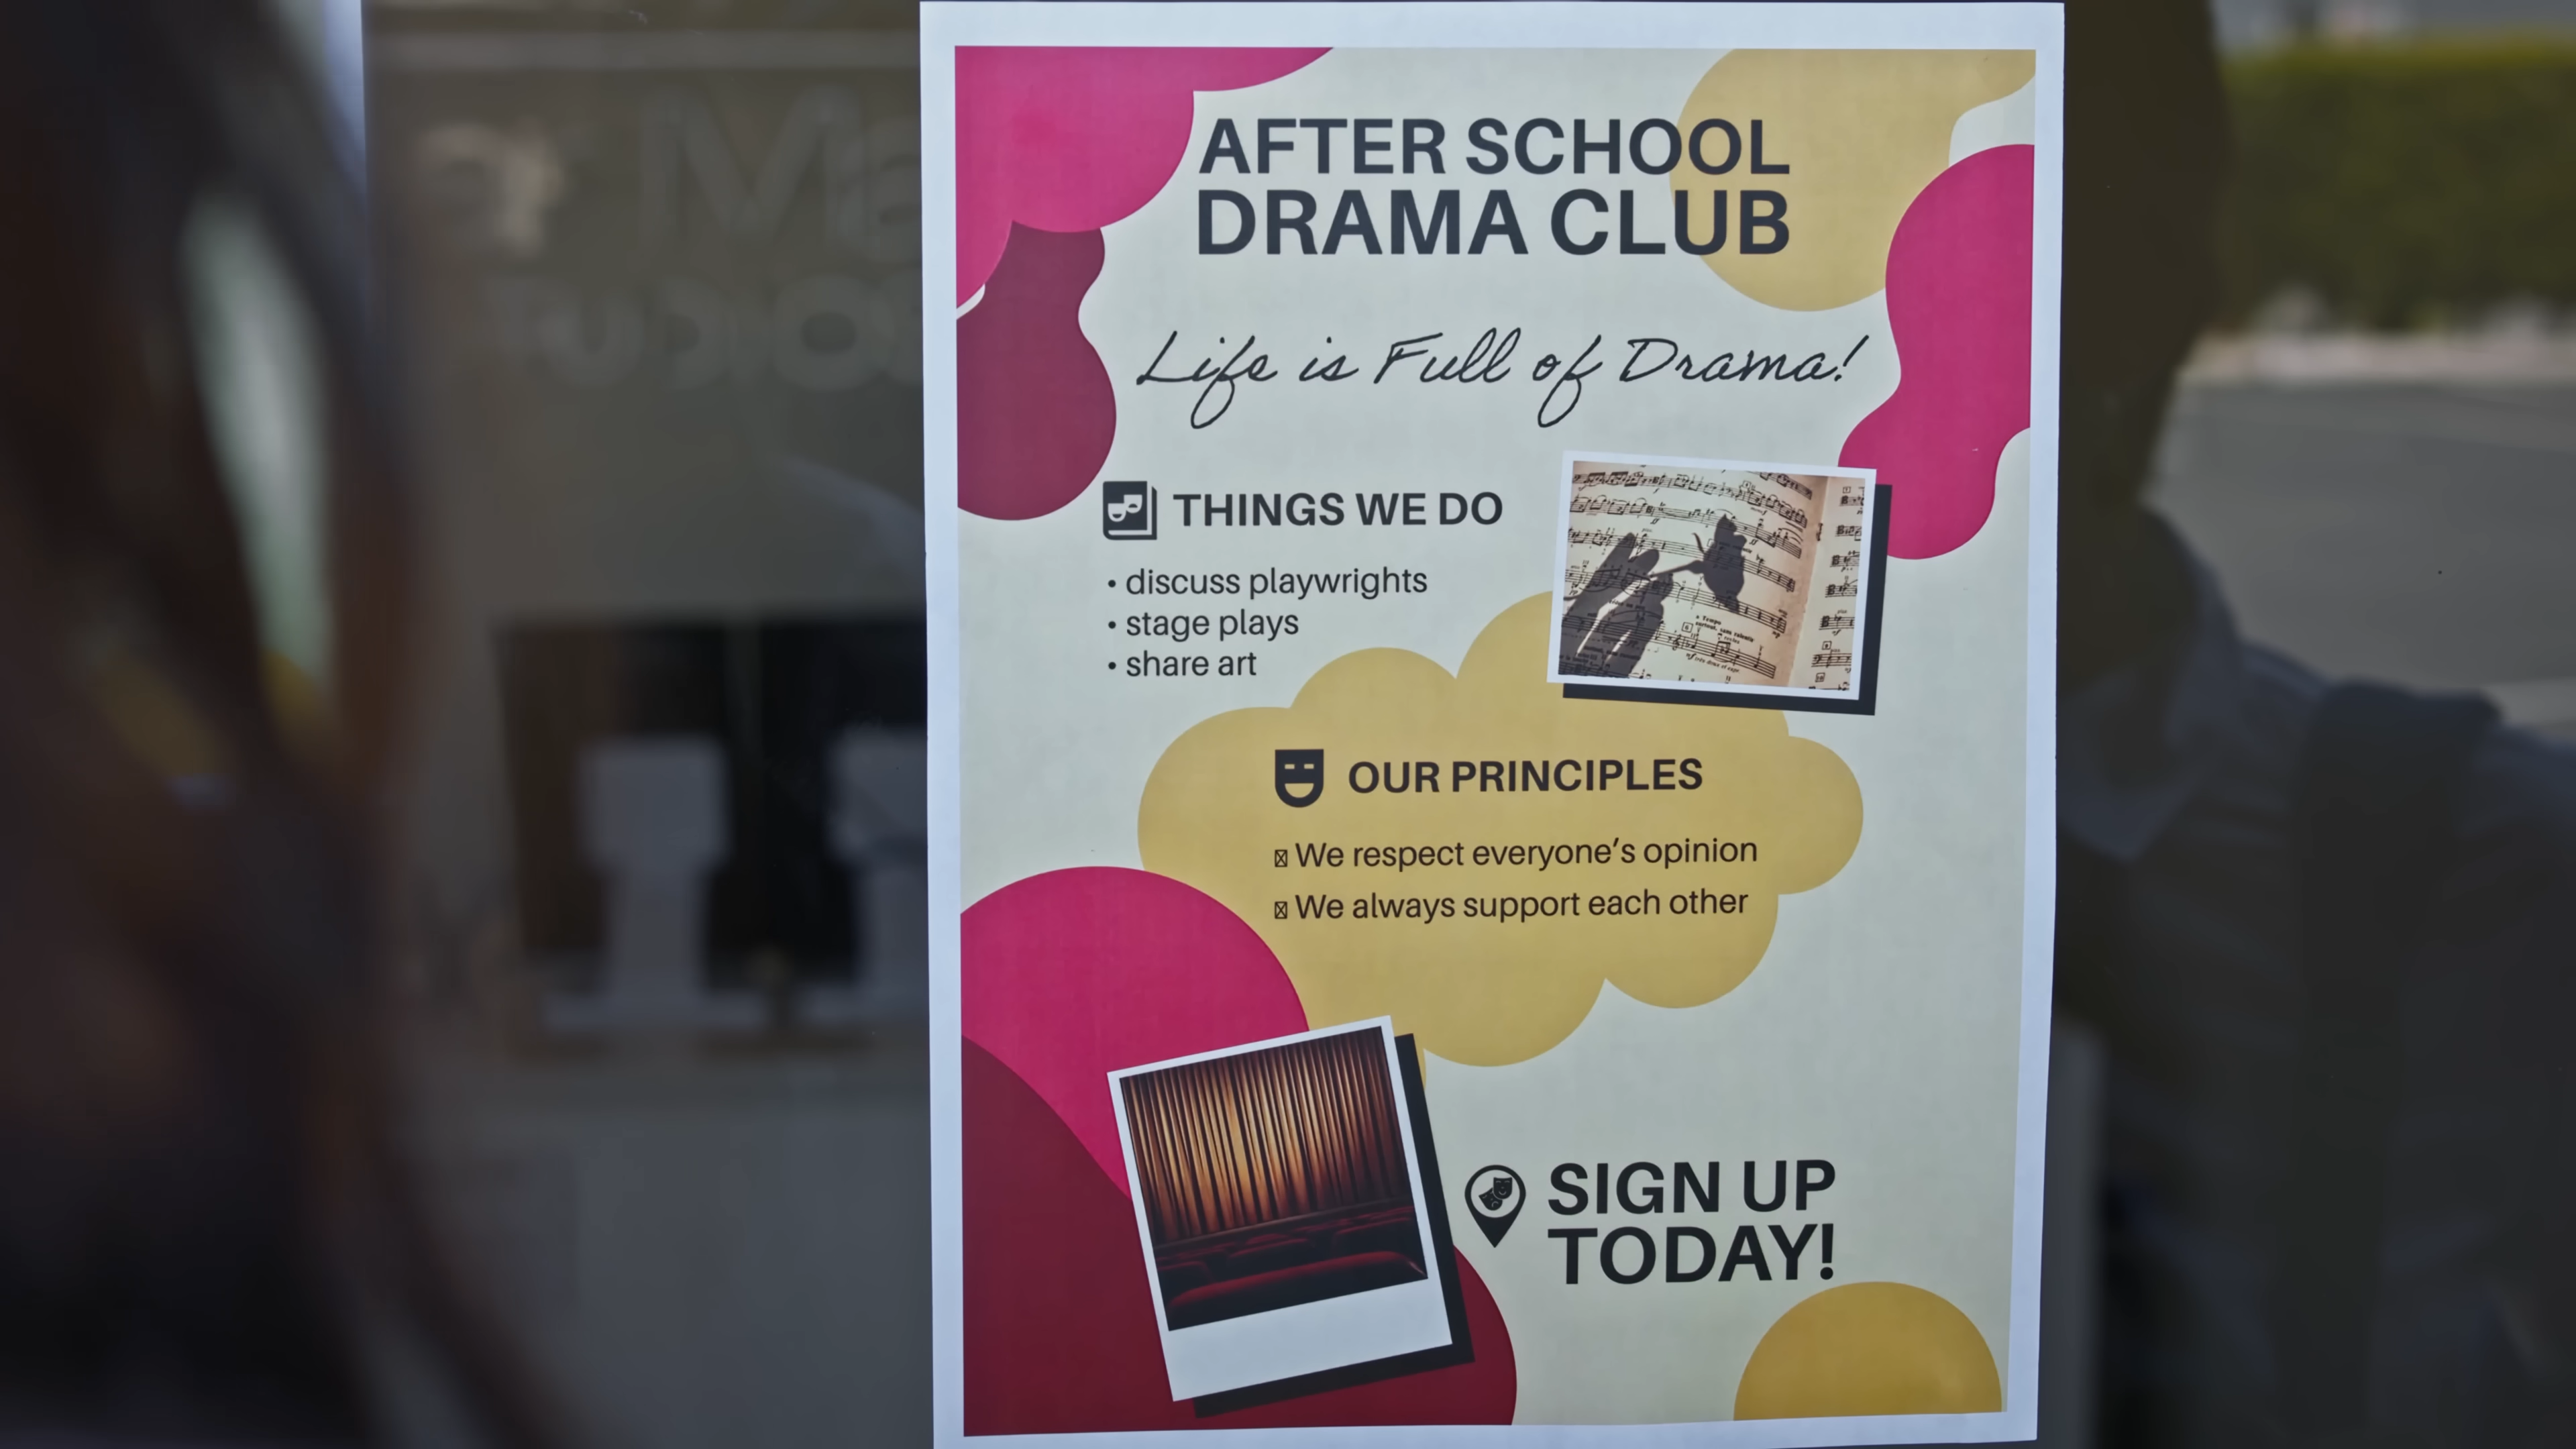 AFTER SCHOOL
DRAMA CLUB
Life is Full of Drama!
THINGS WE DO
• discuss playwrights
• stage plays
• share art
OUR PRINCIPLES
☒ We respect everyone’s opinion
☒ We always support each other
SIGN UP
TODAY!